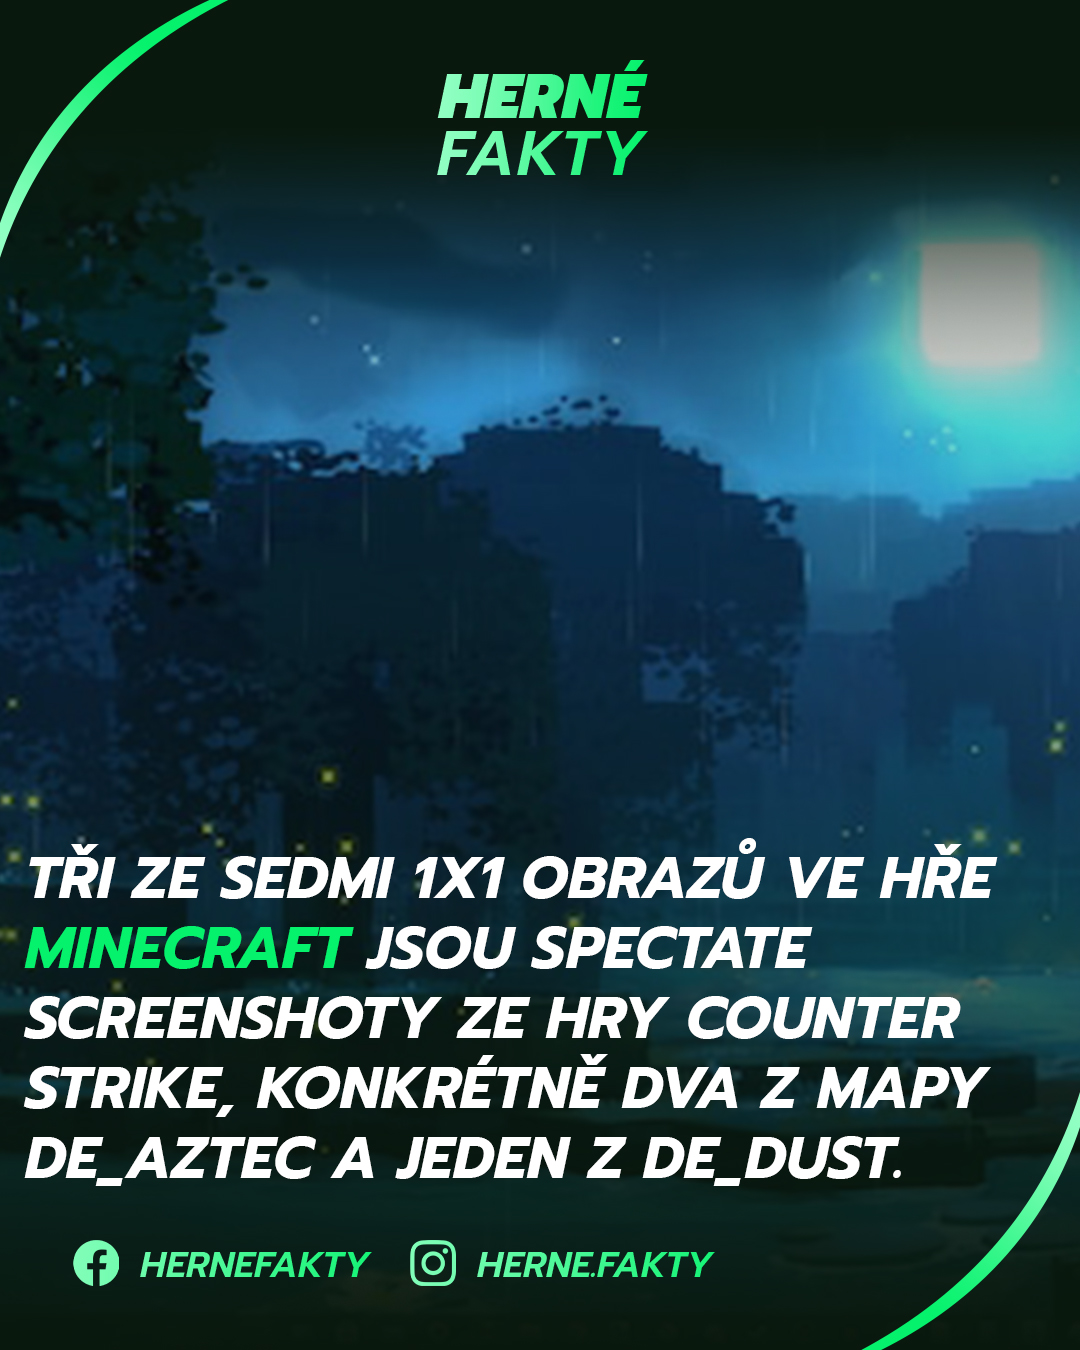 HERNÉ
FAKTY
TŘI ZE SEDMI 1X1 OBRAZŮ VE HŘE
MINECRAFT JSOU SPECTATE
SCREENSHOTY ZE HRY COUNTER
STRIKE, KONKRÉTNĚ DVA Z MAPY
DE_AZTEC A JEDEN Z DE_DUST.
HERNEFAKTY HERNE.FAKTY